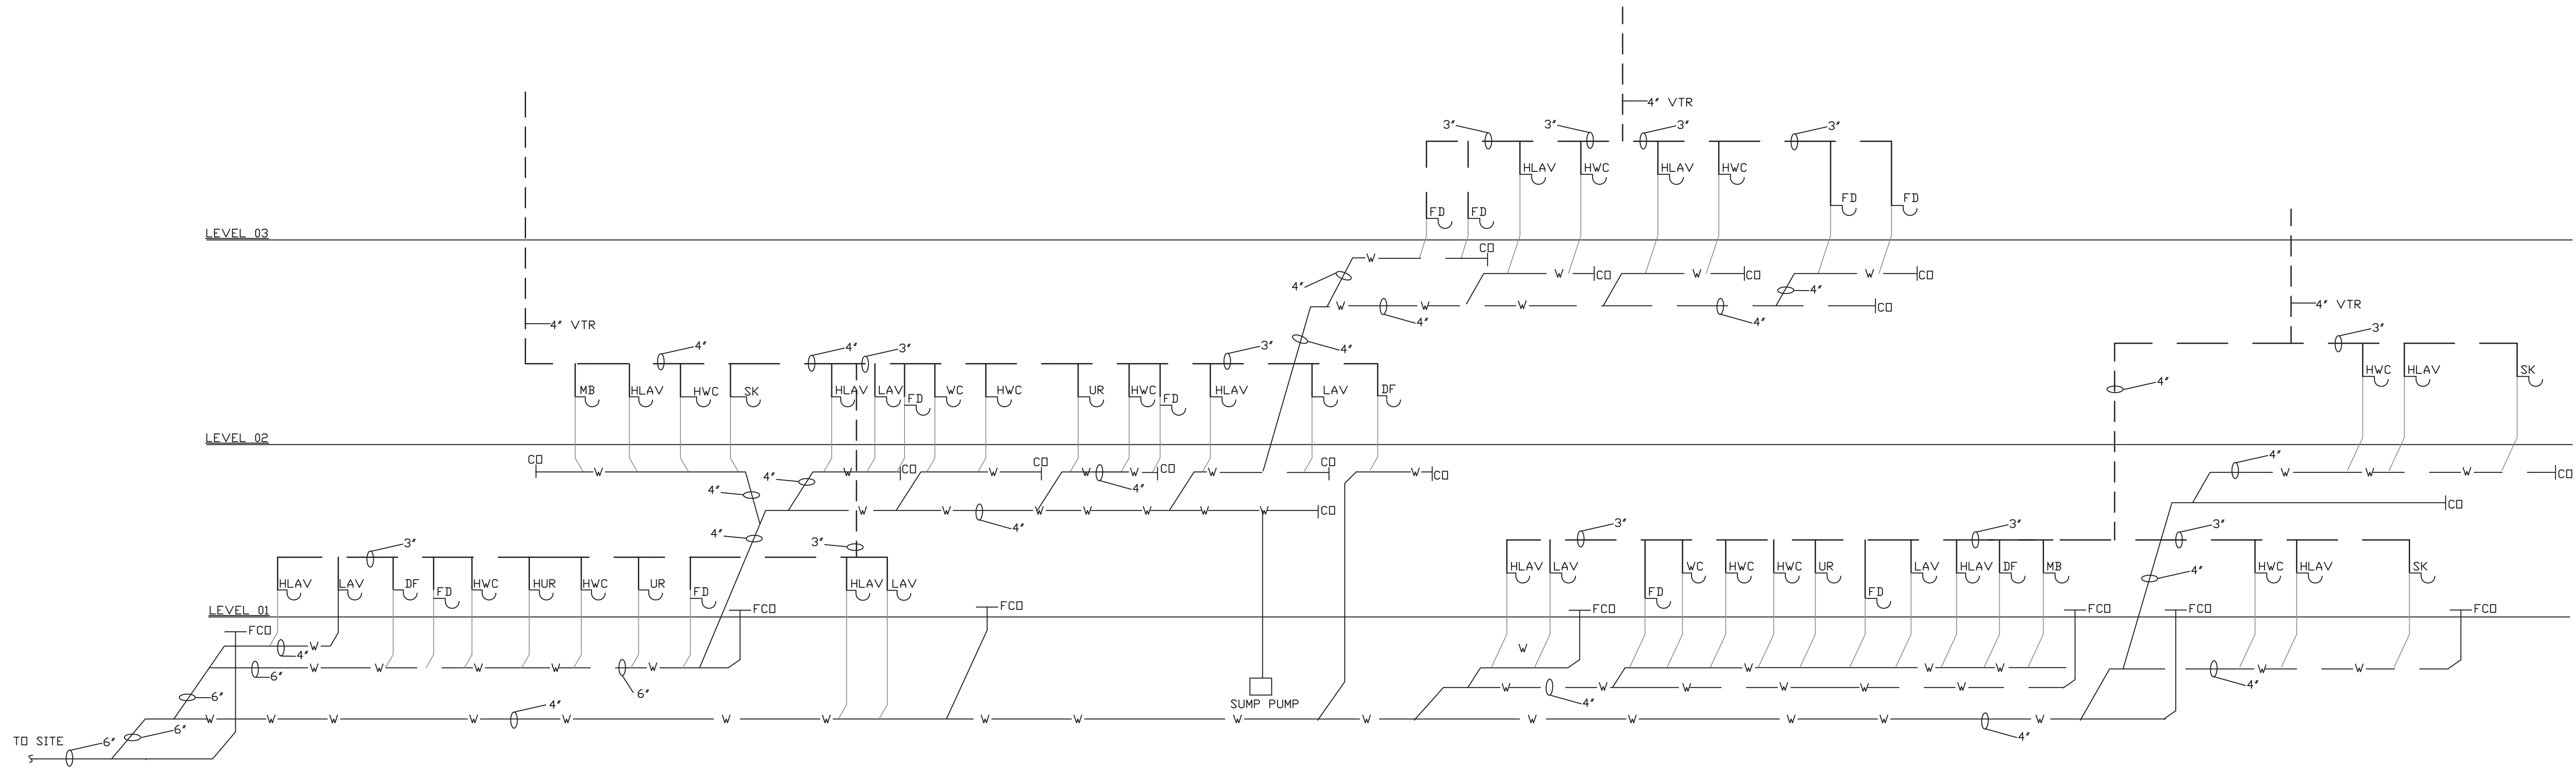 4" VTR
3" 3" 3" 3"
HLAV HWC HLAV HWC
FD FD FD FD
LEVEL 03
CO
W
CO CO CO
W W W
4" 4"
W W W CO
4" 4"
4" VTR
4" VTR
3"
4" 4" 3" 3" 4"
4"
HWC HLAV SK
MB HLAV HWC SK HLAV LAV FD WC HWC UR HWC FD HLAV LAV DF
LEVEL 02
4"
CO CO CO CO CO
W W W W W W W W CO
W W W CO
4" 4" 4"
CO
W W W W W W W CO
4"
4" 3"
3" 3" 3"
3"
4"
HLAV LAV WC HWC HWC UR LAV HLAV DF MB HWC HLAV SK
FD FD
HLAV LAV DF FD HWC HUR HWC UR FD HLAV LAV
LEVEL 01
FCO FCO FCO FCO FCO FCO
FCO
W
4"
W
W W W W W
6" 6"
W W W
W W
4"
W W W W W W
4"
6"
SUMP PUMP
W W W W W W W W W W W W W W W W
4" 4"
6"
TO SITE
6"